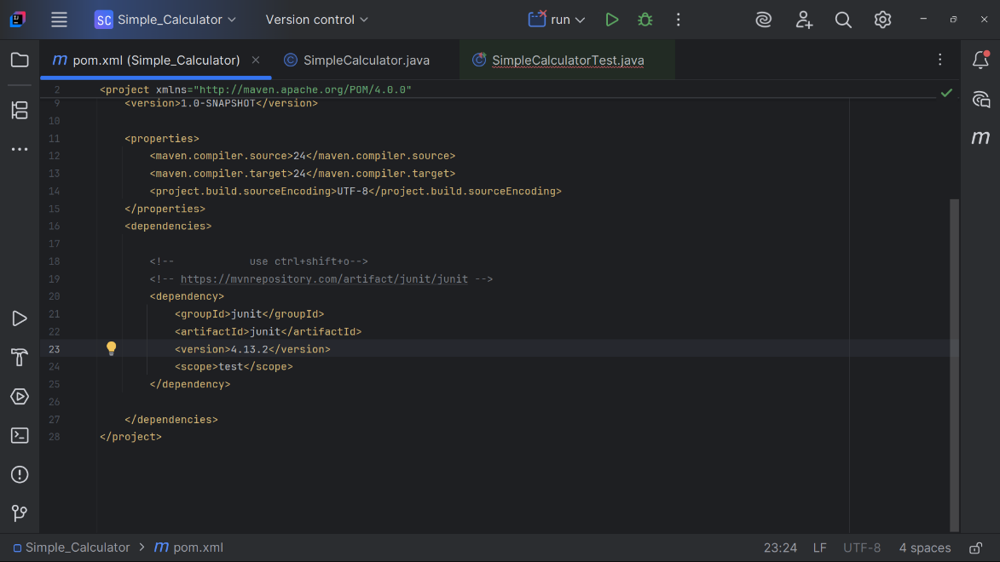 SC Simple_Calculator Version control run
pom.xml (Simple_Calculator) SimpleCalculator.java SimpleCalculatorTest.java
2 <project xmlns="http://maven.apache.org/POM/4.0.0"
9 <version>1.0-SNAPSHOT</version>
10
11 <properties>
12 <maven.compiler.source>24</maven.compiler.source>
13 <maven.compiler.target>24</maven.compiler.target>
14 <project.build.sourceEncoding>UTF-8</project.build.sourceEncoding>
15 </properties>
16 <dependencies>
17
18 <!-- use ctrl+shift+o-->
19 <!-- https://mvnrepository.com/artifact/junit/junit -->
20 <dependency>
21 <groupId>junit</groupId>
22 <artifactId>junit</artifactId>
23 <version>4.13.2</version>
24 <scope>test</scope>
25 </dependency>
26
27 </dependencies>
28 </project>
Simple_Calculator > m pom.xml 23:24 LF UTF-8 4 spaces